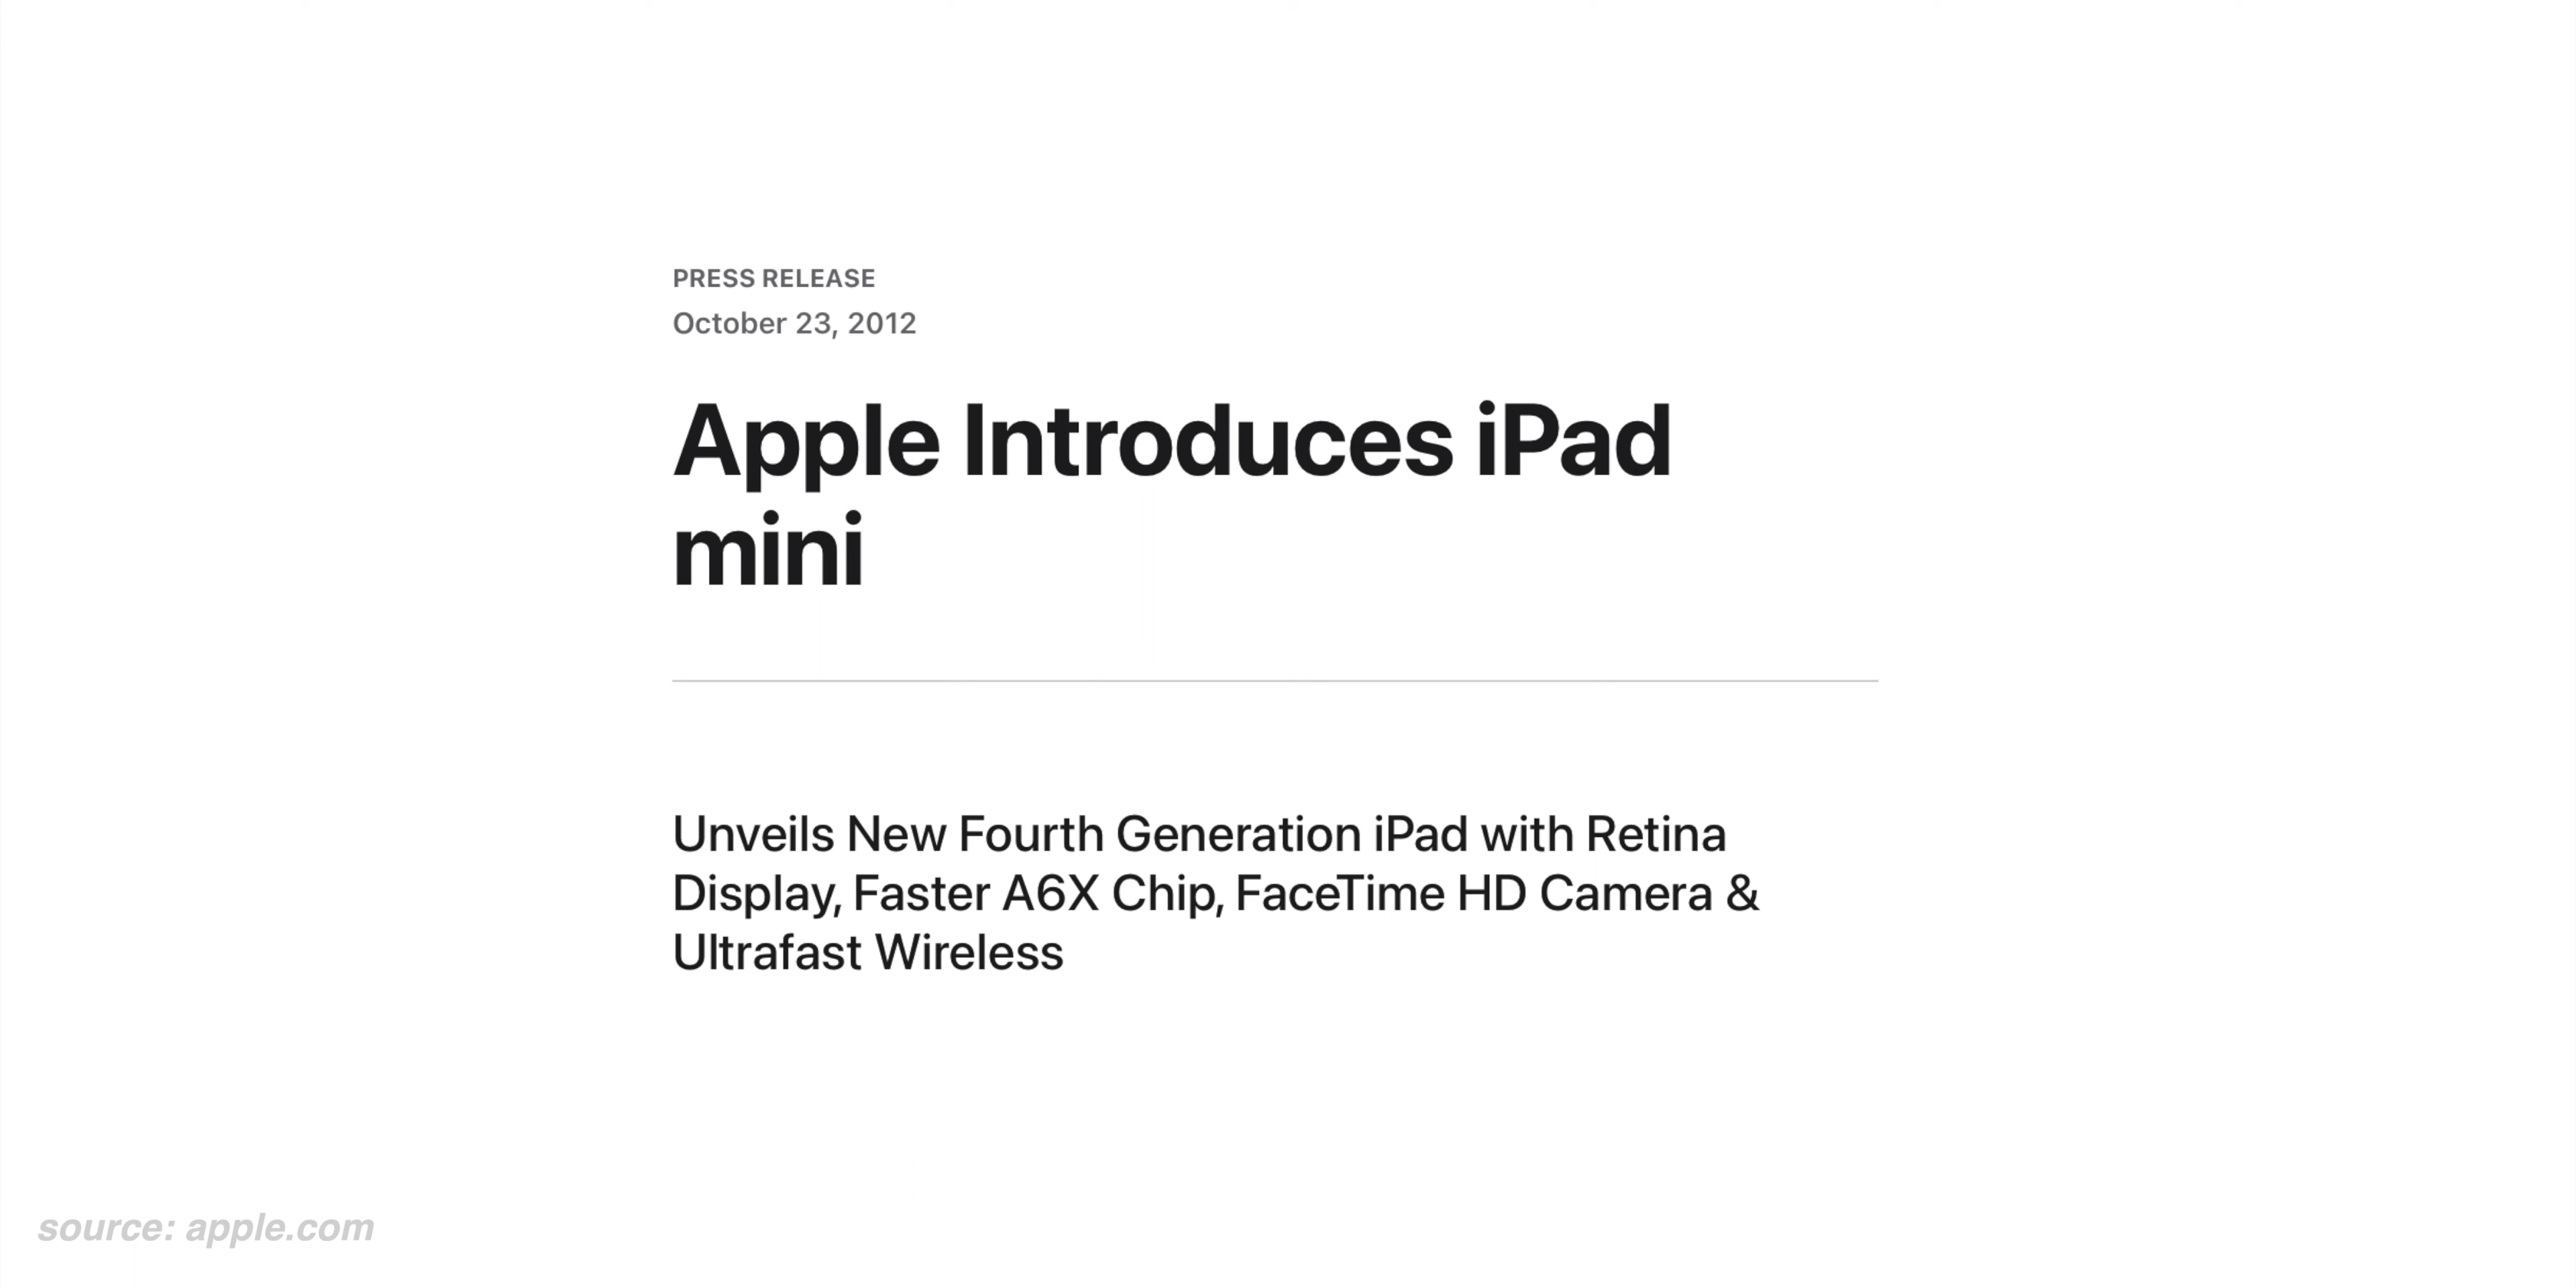 PRESS RELEASE
October 23, 2012
Apple Introduces iPad
mini
Unveils New Fourth Generation iPad with Retina
Display, Faster A6X Chip, FaceTime HD Camera &
Ultrafast Wireless
source: apple.com